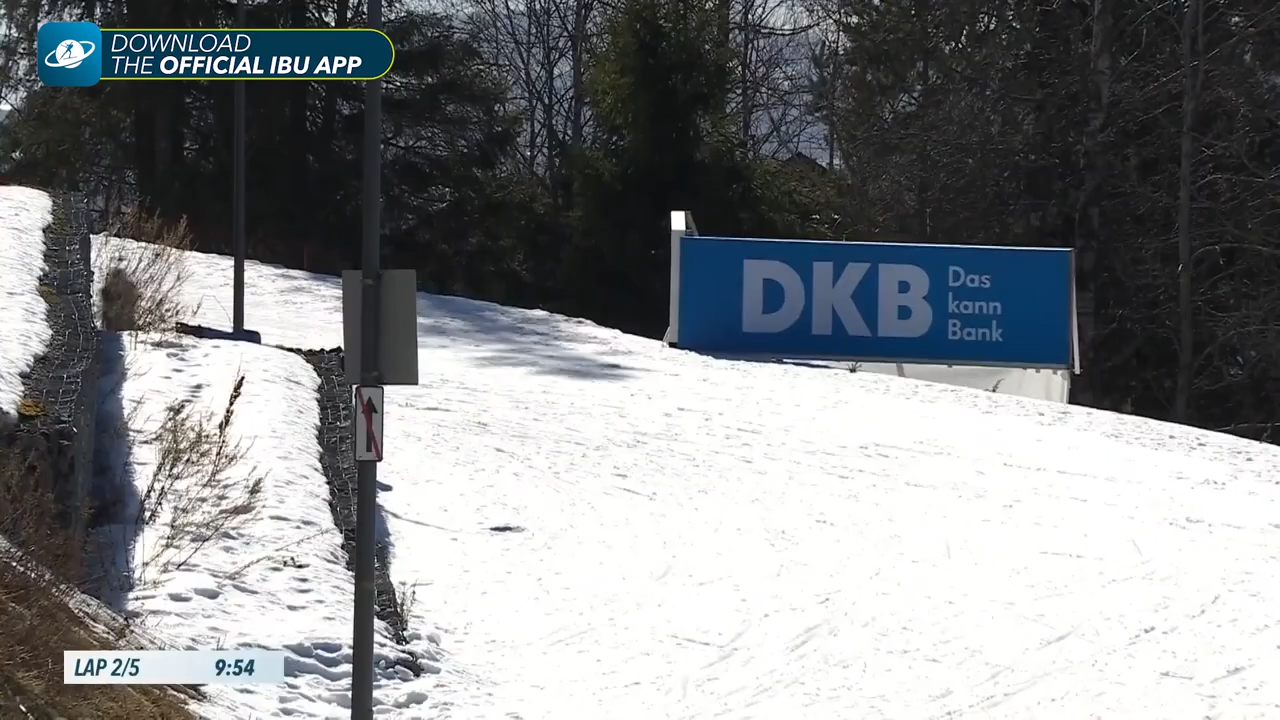 DOWNLOAD
THE OFFICIAL IBU APP
DKB
Das
kann
Bank
LAP 2/5 9:54